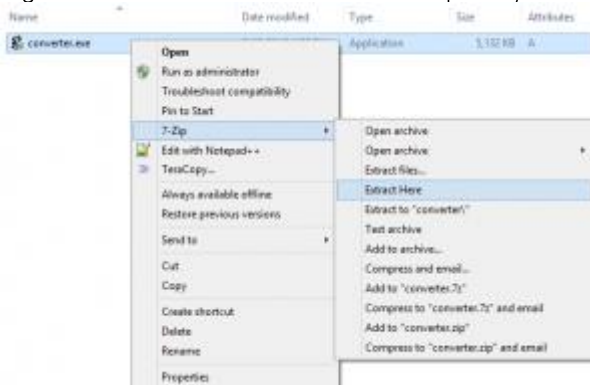 Name Date modified Type Size Attributes
converter.exe Application 5,132 KB A
Open
Run as administrator
Troubleshoot compatibility
Pin to Start
7-Zip
Edit with Notepad++
TeraCopy...
Always available offline
Restore previous versions
Send to
Cut
Copy
Create shortcut
Delete
Rename
Properties
Open archive
Open archive
Extract files...
Extract Here
Extract to "converter\"
Test archive
Add to archive...
Compress and email...
Add to "converter.7z"
Compress to "converter.7z" and email
Add to "converter.zip"
Compress to "converter.zip" and email